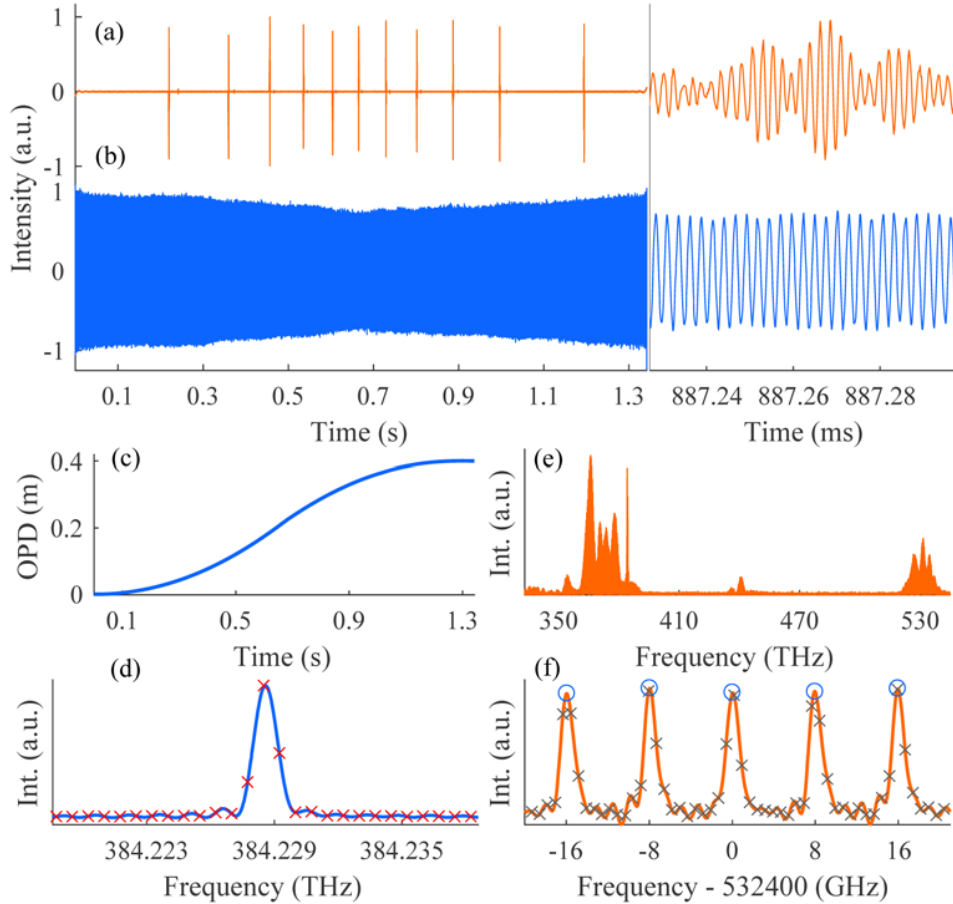 (a)
1
0
-1
Intensity (a.u.)
(b)
1
0
-1
0.1 0.3 0.5 0.7 0.9 1.1 1.3
887.24 887.26 887.28
Time (s)
Time (ms)
(c)
0.4
0.2
0
OPD (m)
0.1 0.5 0.9 1.3
Time (s)
(e)
Int. (a.u.)
350 410 470 530
Frequency (THz)
(d)
Int. (a.u.)
384.223 384.229 384.235
Frequency (THz)
(f)
Int. (a.u.)
-16 -8 0 8 16
Frequency - 532400 (GHz)